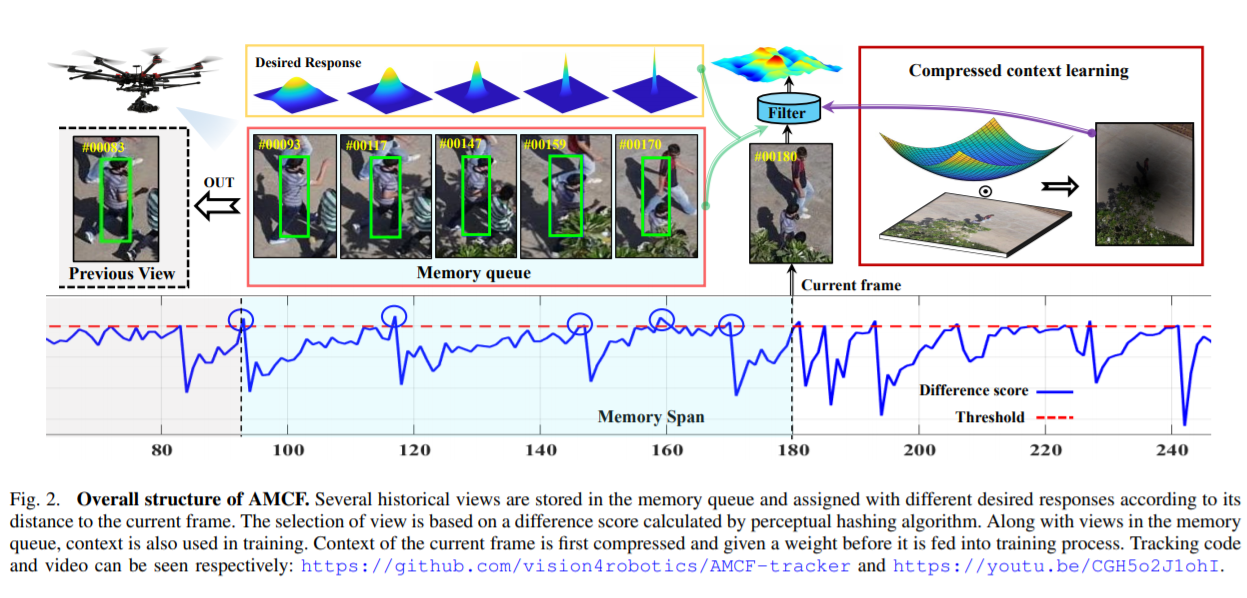 Desired Response
Compressed context learning
Filter
#00083
#00093
#00117
#00147
#00159
#00170
#00180
OUT
Previous View
Memory queue
Current frame
Difference score
Threshold
Memory Span
80 100 120 140 160 180 200 220 240
Fig. 2. Overall structure of AMCF. Several historical views are stored in the memory queue and assigned with different desired responses according to its
distance to the current frame. The selection of view is based on a difference score calculated by perceptual hashing algorithm. Along with views in the memory
queue, context is also used in training. Context of the current frame is first compressed and given a weight before it is fed into training process. Tracking code
and video can be seen respectively: https://github.com/vision4robotics/AMCF-tracker and https://youtu.be/CGH5o2J1ohI.